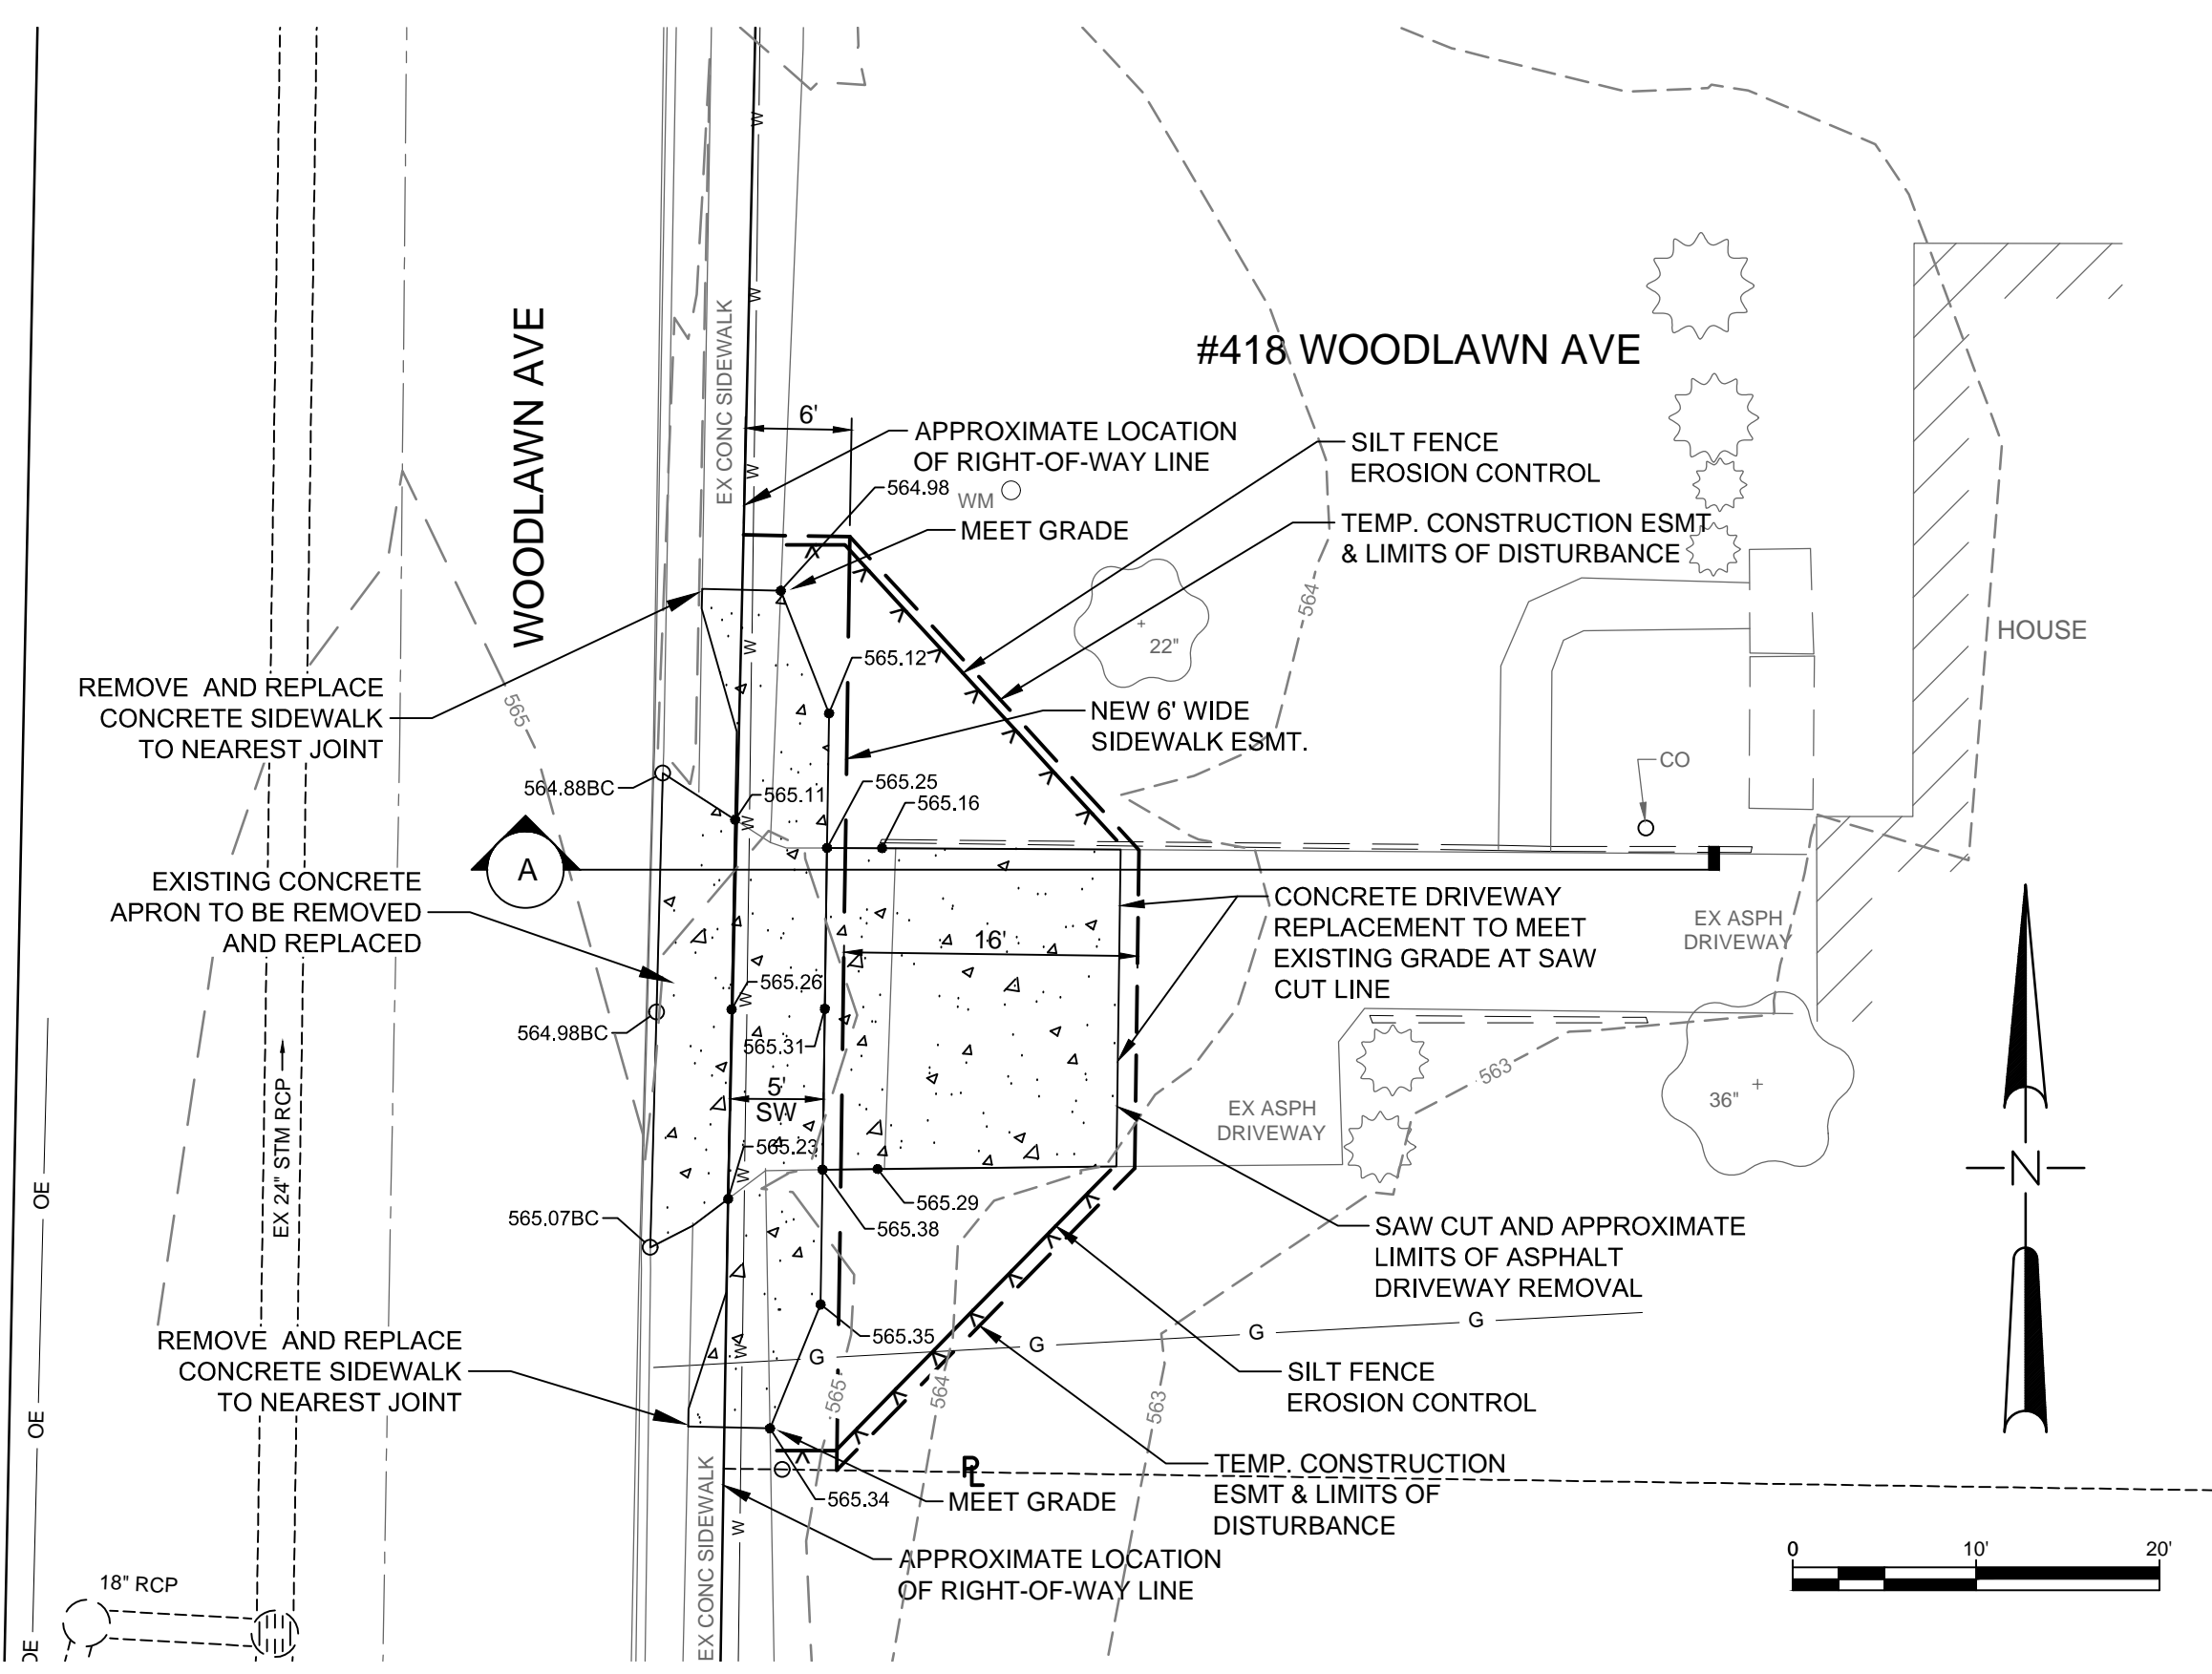 WOODLAWN AVE
#418 WOODLAWN AVE
EX CONC SIDEWALK
6'
APPROXIMATE LOCATION
OF RIGHT-OF-WAY LINE
564.98
WM
MEET GRADE
SILT FENCE
EROSION CONTROL
TEMP. CONSTRUCTION ESMT
& LIMITS OF DISTURBANCE
22"
564
HOUSE
565.12
REMOVE AND REPLACE
CONCRETE SIDEWALK
TO NEAREST JOINT
565
NEW 6' WIDE
SIDEWALK ESMT.
CO
564.88BC
565.11
565.25
565.16
A
EXISTING CONCRETE
APRON TO BE REMOVED
AND REPLACED
CONCRETE DRIVEWAY
REPLACEMENT TO MEET
EXISTING GRADE AT SAW
CUT LINE
EX ASPH
DRIVEWAY
16'
565.26
564.98BC
565.31
5'
SW
563
36"
EX ASPH
DRIVEWAY
565.23
EX 24" STM RCP
565.29
565.38
565.07BC
N
SAW CUT AND APPROXIMATE
LIMITS OF ASPHALT
DRIVEWAY REMOVAL
OE
OE
OE
W
W
W
W
W
W
W
W
W
W
G
G
G
G
REMOVE AND REPLACE
CONCRETE SIDEWALK
TO NEAREST JOINT
565.35
565
564
563
SILT FENCE
EROSION CONTROL
TEMP. CONSTRUCTION
ESMT & LIMITS OF
DISTURBANCE
PL
565.34
MEET GRADE
EX CONC SIDEWALK
APPROXIMATE LOCATION
OF RIGHT-OF-WAY LINE
18" RCP
0 10' 20'